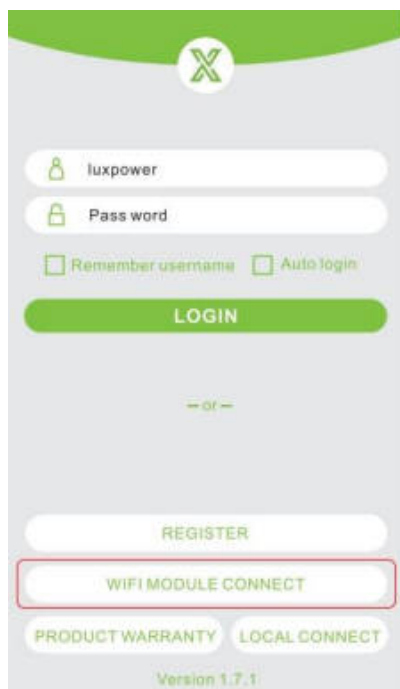 luxpower
Pass word
Remember username Auto login
LOGIN
or
REGISTER
WIFI MODULE CONNECT
PRODUCT WARRANTY LOCAL CONNECT
Version 1.7.1